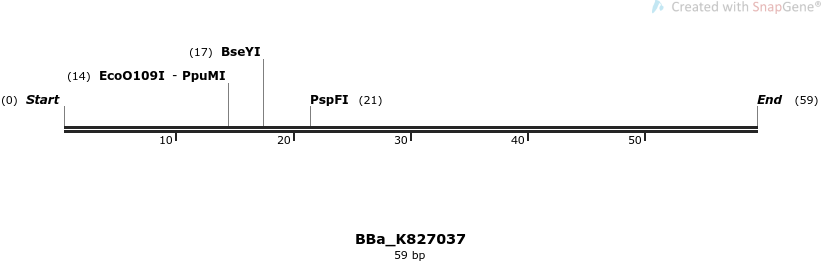 Created with SnapGene®
(17) BseYI
(14) EcoO109I - PpuMI
(0) Start PspFI (21) End (59)
10 20 30 40 50
BBa_K827037
59 bp